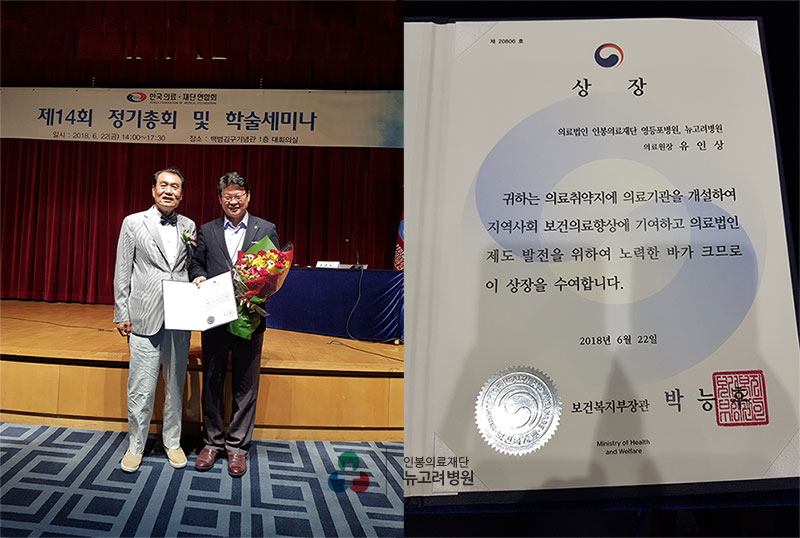 한국의료·재단연합회
KOREA FEDERATION OF MEDICAL FOUNDATION
제14회 정기총회 및 학술세미나
일시 : 2018. 6. 22(금) 14:00~17:30
장소 : 백범김구기념관 1층 대회의실
제 20806 호
상 장
의료법인 인봉의료재단 영등포병원, 뉴고려병원
의료원장 유 인 상
귀하는 의료취약지에 의료기관을 개설하여
지역사회 보건의료향상에 기여하고 의료법인
제도 발전을 위하여 노력한 바가 크므로
이 상장을 수여합니다.
2018년 6월 22일
보건복지부장관 박 능 후
Ministry of Health
and Welfare
인봉의료재단
뉴고려병원